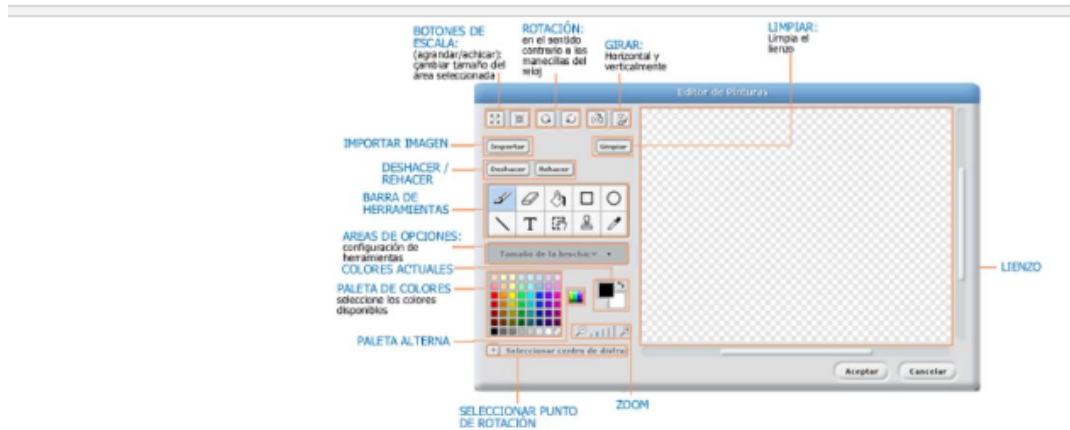 BOTONES DE
ESCALA:
(agrandar/achicar):
cambiar tamaño del
área seleccionada
ROTACIÓN:
en el sentido
contrario a las
manecillas del
reloj
GIRAR:
Horizontal y
verticalmente
LIMPIAR:
Limpia el
lienzo
Editor de Pinturas
IMPORTAR IMAGEN
Importar
Limpiar
DESHACER /
REHACER
Deshacer
Rehacer
BARRA DE
HERRAMIENTAS
T
AREAS DE OPCIONES:
configuración de
herramientas
Tamaño de la brocha:
COLORES ACTUALES
PALETA DE COLORES
seleccione los colores
disponibles
PALETA ALTERNA
Seleccionar centro de disfraz
LIENZO
Aceptar
Cancelar
SELECCIONAR PUNTO
DE ROTACIÓN
ZOOM